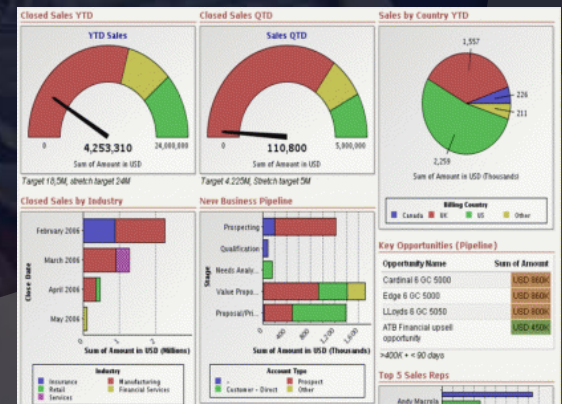 Closed Sales YTD
YTD Sales
0
4,253,310
24,000,000
Sum of Amount in USD
Target 18,5M, stretch target 24M
Closed Sales QTD
QTD Sales
0
110,800
5,000,000
Sum of Amount in USD
Target 4.225M, Stretch target 5M
Sales by Country YTD
1,557
226
211
2,259
Sum of Amount in USD (Thousands)
Billing Country
Canada UK US Other
Closed Sales by Industry
Close Date
February 2006
March 2006
April 2006
May 2006
0 1 2
Sum of Amount in USD (Millions)
Industry
Insurance Manufacturing
Retail Financial Services
Services
New Business Pipeline
Stage
Prospecting
Qualification
Needs Analy...
Value Propo...
Proposal/Pri...
0 400 800 1,200 1,600
Sum of Amount in USD (Thousands)
Account Type
- Prospect
Customer - Direct Other
Key Opportunities (Pipeline)
Opportunity Name Sum of Amount
Cardinal 6 GC 5000 USD 860K
Edge 6 GC 5000 USD 860K
LLoyds 6 GC 5050 USD 800K
ATB Financial upsell USD 450K
opportunity
>400K + < 90 days
Top 5 Sales Reps